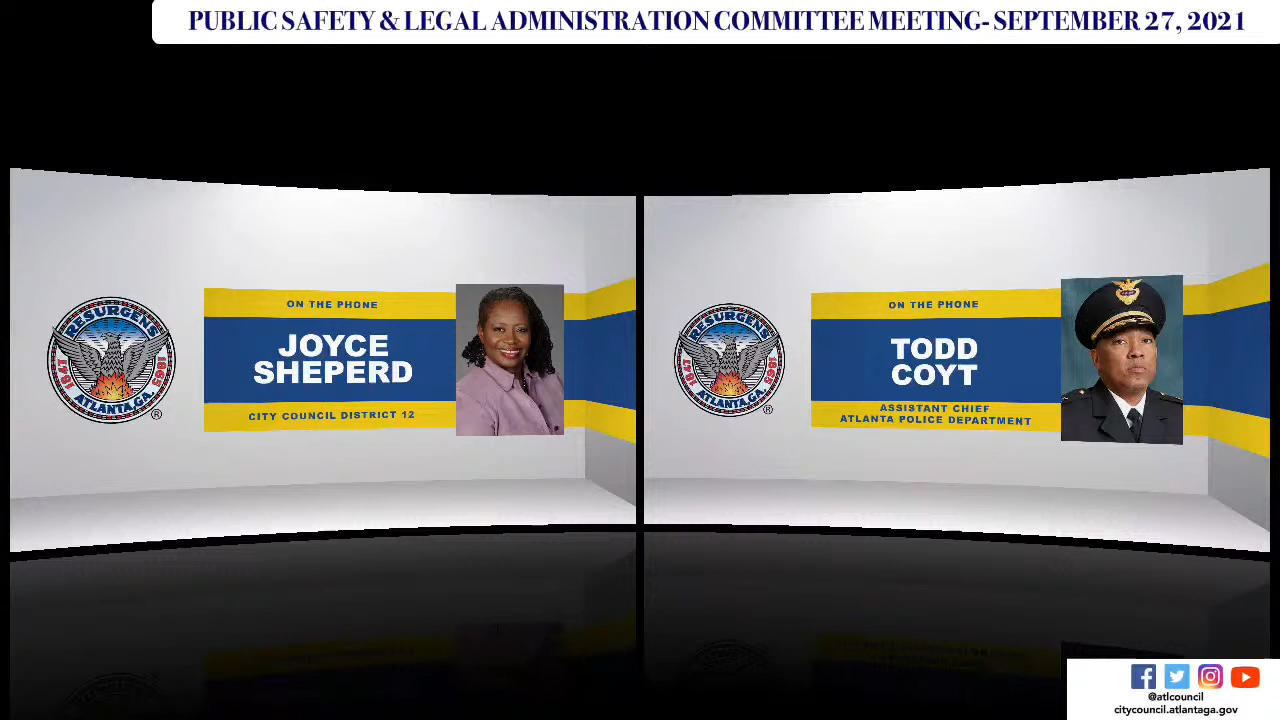 PUBLIC SAFETY & LEGAL ADMINISTRATION COMMITTEE MEETING- SEPTEMBER 27, 2021
RESURGENS
1847 1865
ATLANTA, GA.
®
ON THE PHONE
JOYCE
SHEPERD
CITY COUNCIL DISTRICT 12
RESURGENS
1847 1865
ATLANTA, GA.
®
ON THE PHONE
TODD
COYT
ASSISTANT CHIEF
ATLANTA POLICE DEPARTMENT
@atlcouncil
citycouncil.atlantaga.gov